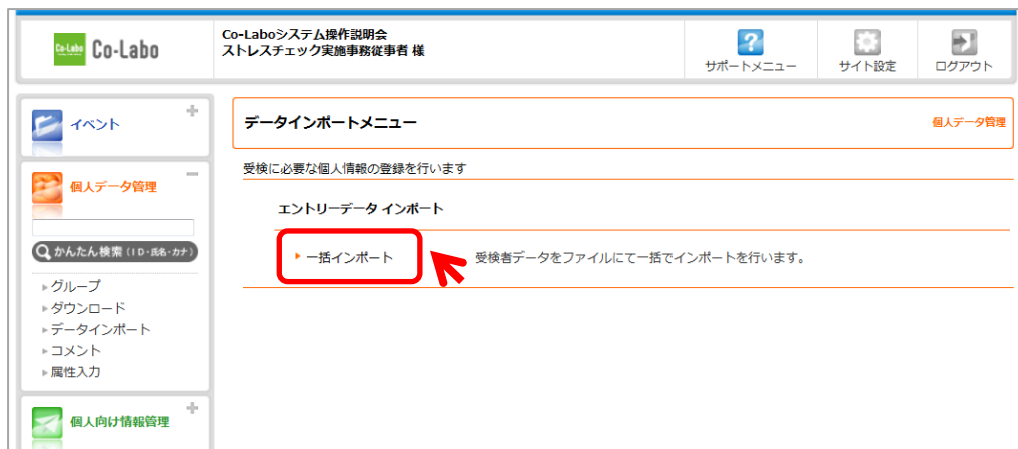 Co-Labo
Co-Labo
Co-Laboシステム操作説明会
ストレスチェック実施事務従事者 様
サポートメニュー
サイト設定
ログアウト
イベント
個人データ管理
かんたん検索(ID・氏名・カナ)
グループ
ダウンロード
データインポート
コメント
属性入力
個人向け情報管理
データインポートメニュー
個人データ管理
受検に必要な個人情報の登録を行います
エントリーデータ インポート
一括インポート
受検者データをファイルにて一括でインポートを行います。